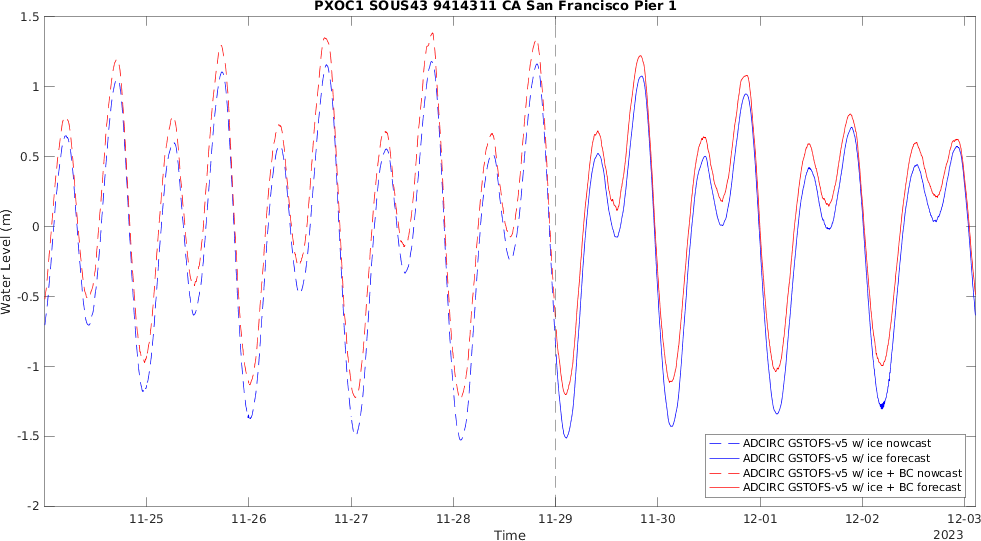 PXOC1 SOUS43 9414311 CA San Francisco Pier 1
1.5
1
0.5
0
-0.5
-1
-1.5
-2
Water Level (m)
11-25 11-26 11-27 11-28 11-29 11-30 12-01 12-02 12-03
2023
Time
ADCIRC GSTOFS-v5 w/ ice nowcast
ADCIRC GSTOFS-v5 w/ ice forecast
ADCIRC GSTOFS-v5 w/ ice + BC nowcast
ADCIRC GSTOFS-v5 w/ ice + BC forecast